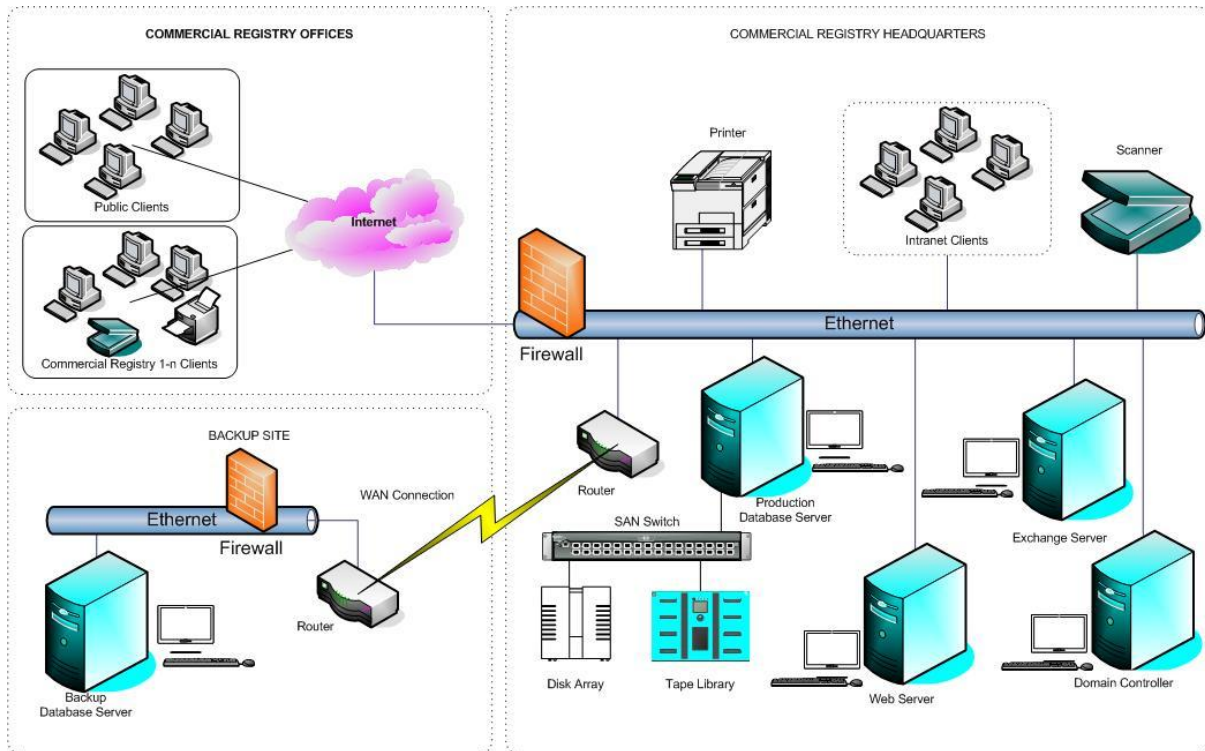 COMMERCIAL REGISTRY OFFICES
Public Clients
Commercial Registry 1-n Clients
Internet
COMMERCIAL REGISTRY HEADQUARTERS
Printer
Intranet Clients
Scanner
Ethernet
Firewall
Router
Production
Database Server
SAN Switch
Disk Array
Tape Library
Exchange Server
Web Server
Domain Controller
BACKUP SITE
WAN Connection
Ethernet
Firewall
Router
Backup
Database Server